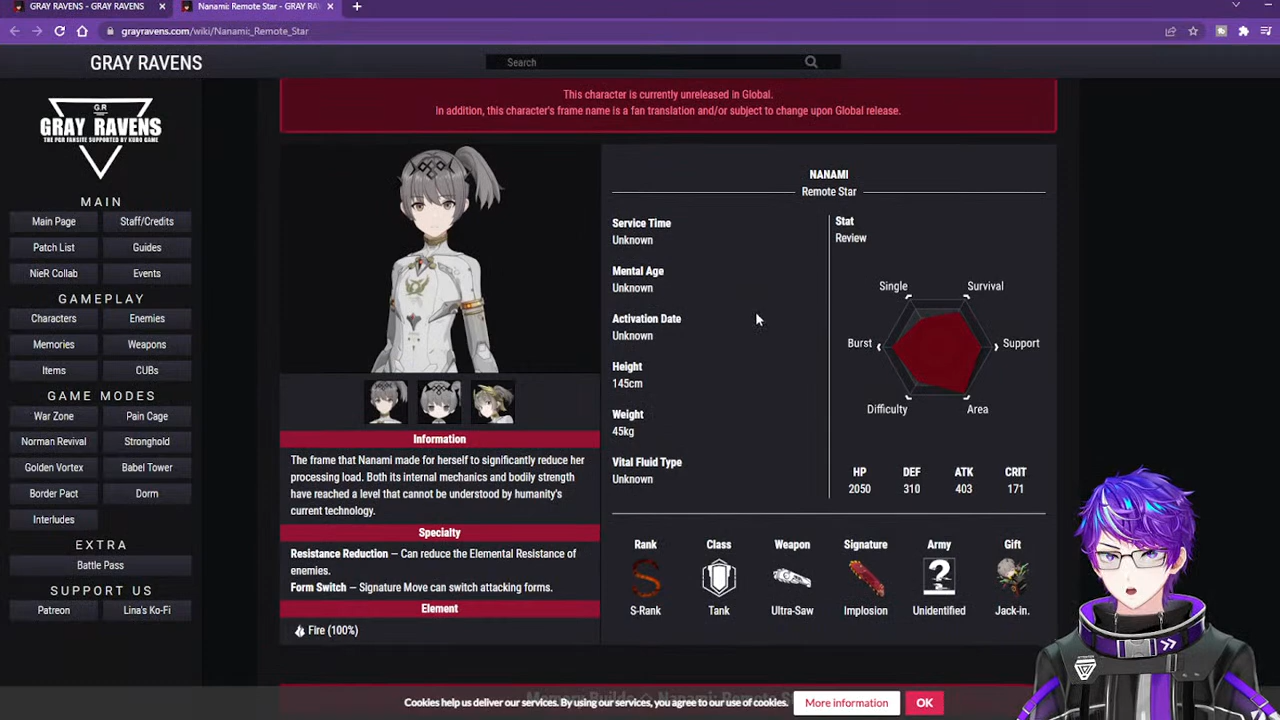 GRAY RAVENS - GRAY RAVENS
Nanami: Remote Star - GRAY RA
grayravens.com/wiki/Nanami:_Remote_Star
GRAY RAVENS
Search
G.R
GRAY RAVENS
THE PGR FANSITE SUPPORTED BY KURO GAME
MAIN
Main Page
Staff/Credits
Patch List
Guides
NieR Collab
Events
GAMEPLAY
Characters
Enemies
Memories
Weapons
Items
CUBs
GAME MODES
War Zone
Pain Cage
Norman Revival
Stronghold
Golden Vortex
Babel Tower
Border Pact
Dorm
Interludes
EXTRA
Battle Pass
SUPPORT US
Patreon
Lina's Ko-Fi
This character is currently unreleased in Global.
In addition, this character's frame name is a fan translation and/or subject to change upon Global release.
Information
The frame that Nanami made for herself to significantly reduce her
processing load. Both its internal mechanics and bodily strength
have reached a level that cannot be understood by humanity's
current technology.
Specialty
Resistance Reduction — Can reduce the Elemental Resistance of
enemies.
Form Switch — Signature Move can switch attacking forms.
Element
Fire (100%)
NANAMI
Remote Star
Service Time
Unknown
Mental Age
Unknown
Activation Date
Unknown
Height
145cm
Weight
45kg
Vital Fluid Type
Unknown
Stat
Review
Single
Survival
Burst
Support
Difficulty
Area
HP DEF ATK CRIT
2050 310 403 171
Rank Class Weapon Signature Army Gift
S-Rank Tank Ultra-Saw Implosion Unidentified Jack-in.
Cookies help us deliver our services. By using our services, you agree to our use of cookies.
More information
OK